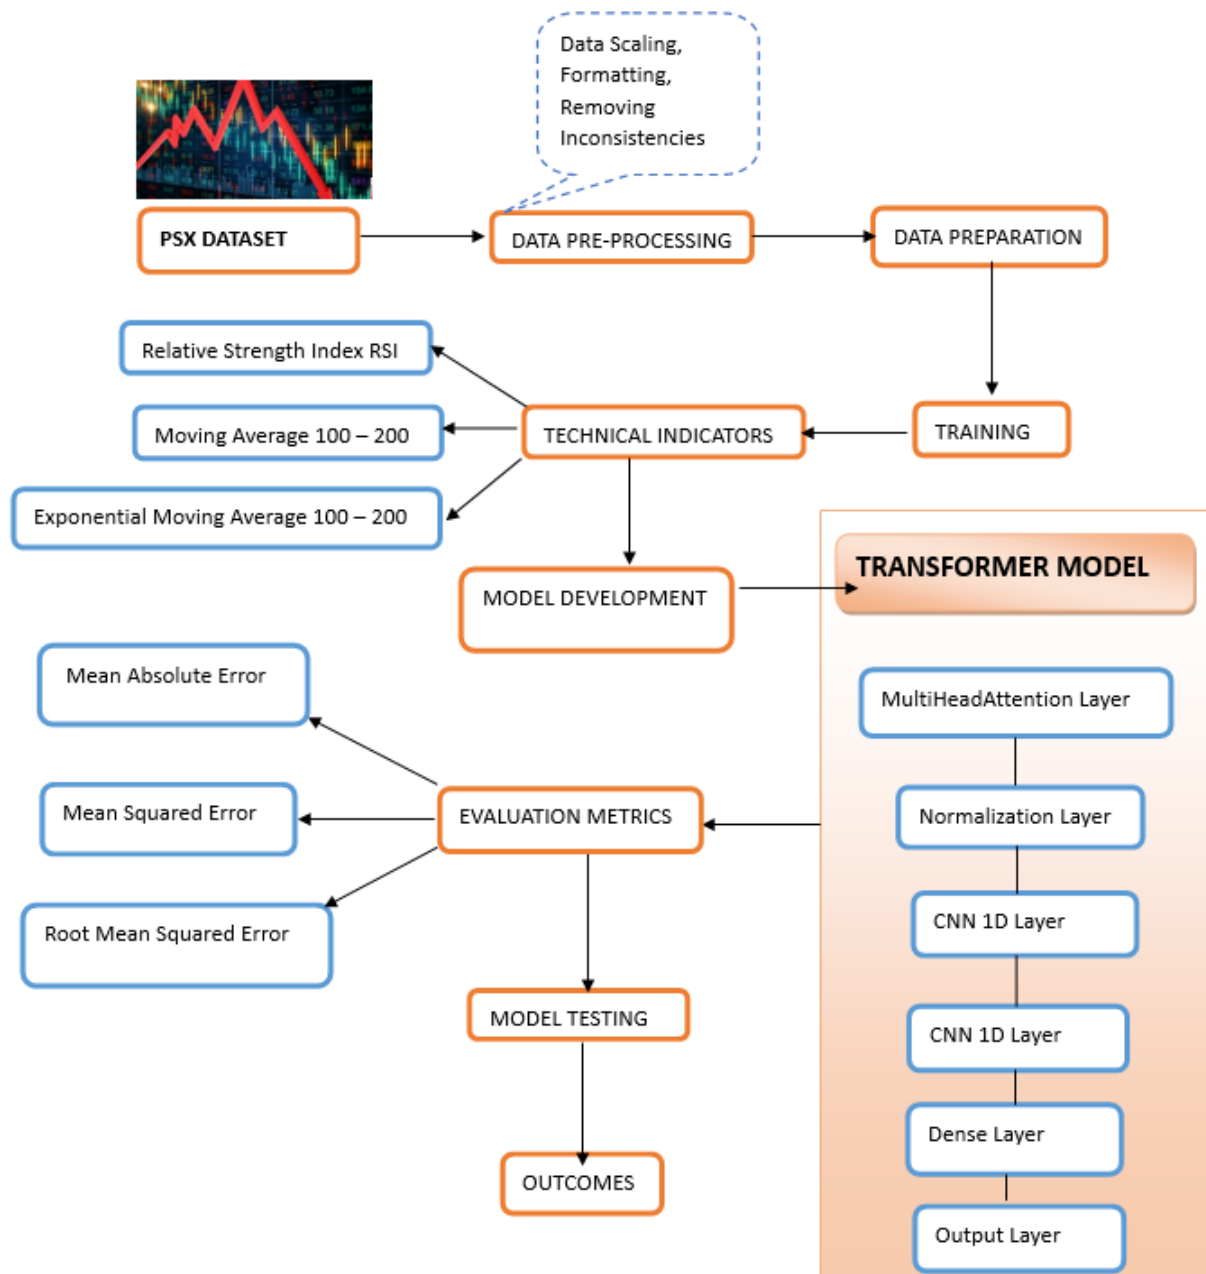 Data Scaling,
Formatting,
Removing
Inconsistencies
PSX DATASET
DATA PRE-PROCESSING
DATA PREPARATION
Relative Strength Index RSI
Moving Average 100 – 200
TECHNICAL INDICATORS
TRAINING
Exponential Moving Average 100 – 200
TRANSFORMER MODEL
MODEL DEVELOPMENT
Mean Absolute Error
MultiHeadAttention Layer
Mean Squared Error
EVALUATION METRICS
Normalization Layer
Root Mean Squared Error
CNN 1D Layer
MODEL TESTING
CNN 1D Layer
Dense Layer
OUTCOMES
Output Layer